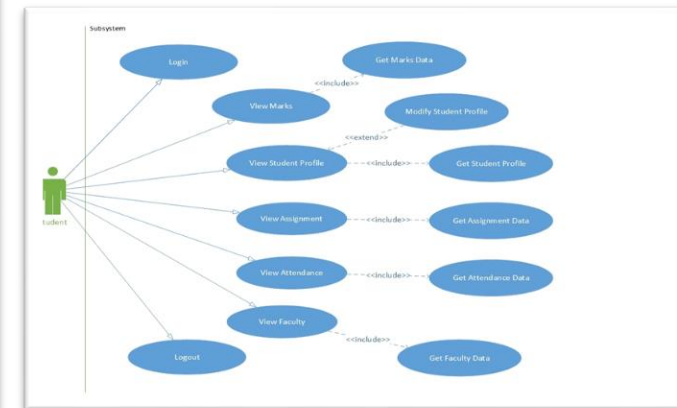 Subsystem
Login
Get Marks Data
<<include>>
View Marks
Modify Student Profile
<<extend>>
View Student Profile
<<include>>
Get Student Profile
View Assignment
<<include>>
Get Assignment Data
View Attendance
<<include>>
Get Attendance Data
View Faculty
<<include>>
Logout
Get Faculty Data
tudent